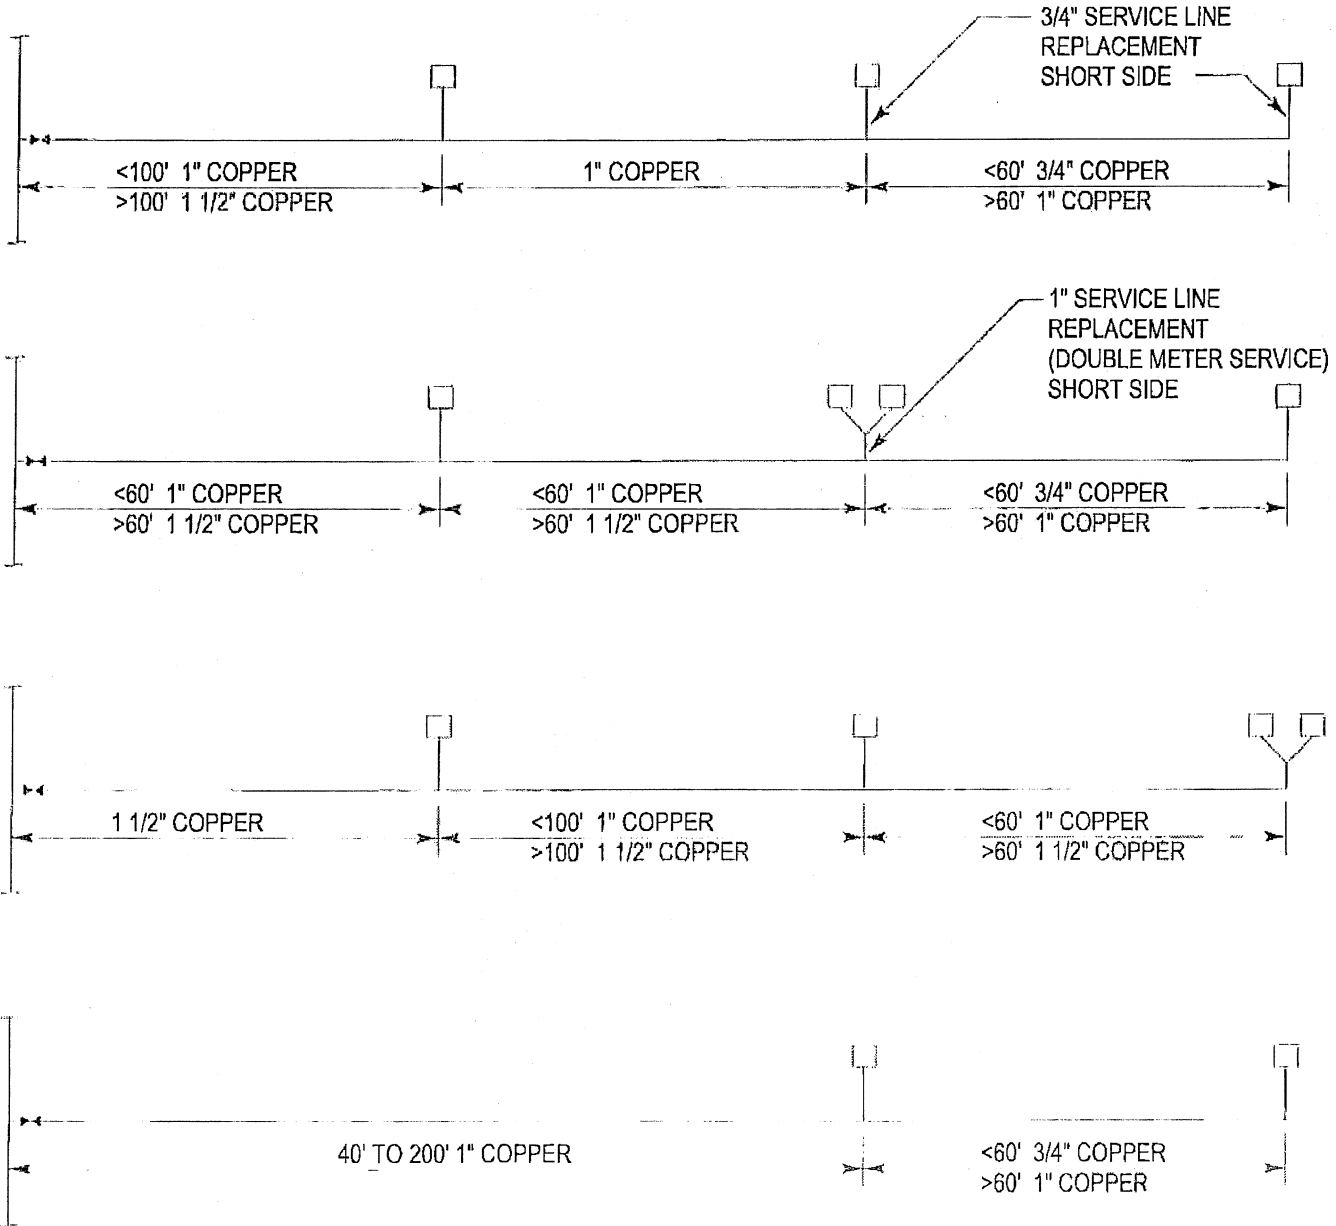 3/4" SERVICE LINE
REPLACEMENT
SHORT SIDE
<100' 1" COPPER
>100' 1 1/2" COPPER
1" COPPER
<60' 3/4" COPPER
>60' 1" COPPER
1" SERVICE LINE
REPLACEMENT
(DOUBLE METER SERVICE)
SHORT SIDE
<60' 1" COPPER
>60' 1 1/2" COPPER
<60' 1" COPPER
>60' 1 1/2" COPPER
<60' 3/4" COPPER
>60' 1" COPPER
1 1/2" COPPER
<100' 1" COPPER
>100' 1 1/2" COPPER
<60' 1" COPPER
>60' 1 1/2" COPPER
40' TO 200' 1" COPPER
<60' 3/4" COPPER
>60' 1" COPPER